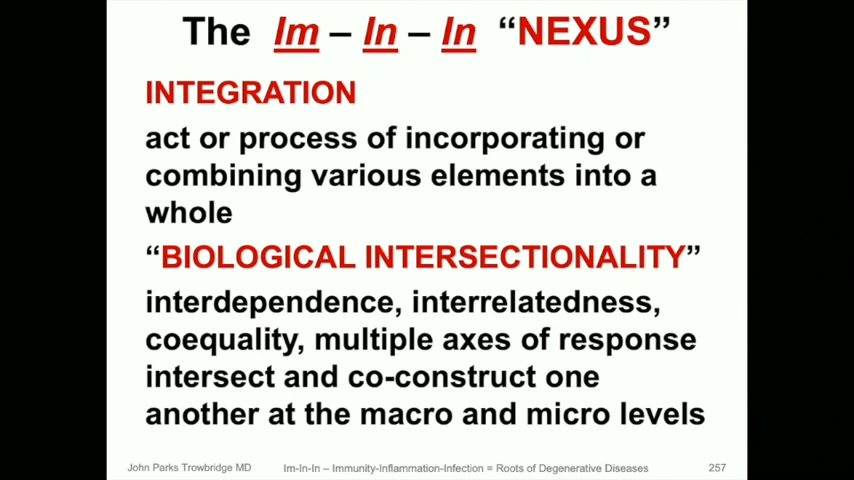 The Im – In – In “NEXUS”
INTEGRATION
act or process of incorporating or
combining various elements into a
whole
“BIOLOGICAL INTERSECTIONALITY”
interdependence, interrelatedness,
coequality, multiple axes of response
intersect and co-construct one
another at the macro and micro levels
John Parks Trowbridge MD Im-In-In – Immunity-Inflammation-Infection = Roots of Degenerative Diseases 257